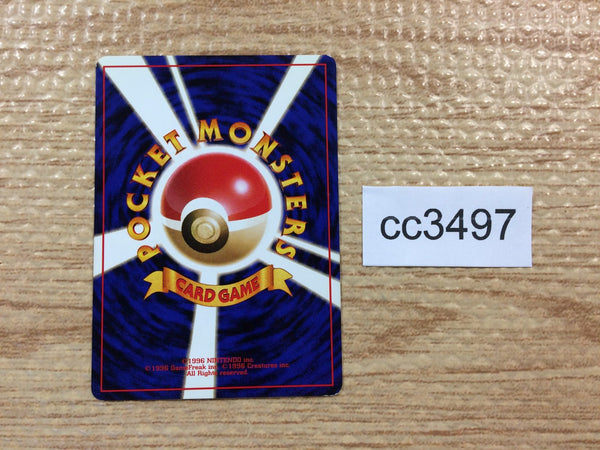 POCKET MONSTERS
CARD GAME
©1996 NINTENDO inc.
©1996 GameFreak inc. ©1996 Creatures inc.
All Rights reserved.
cc3497